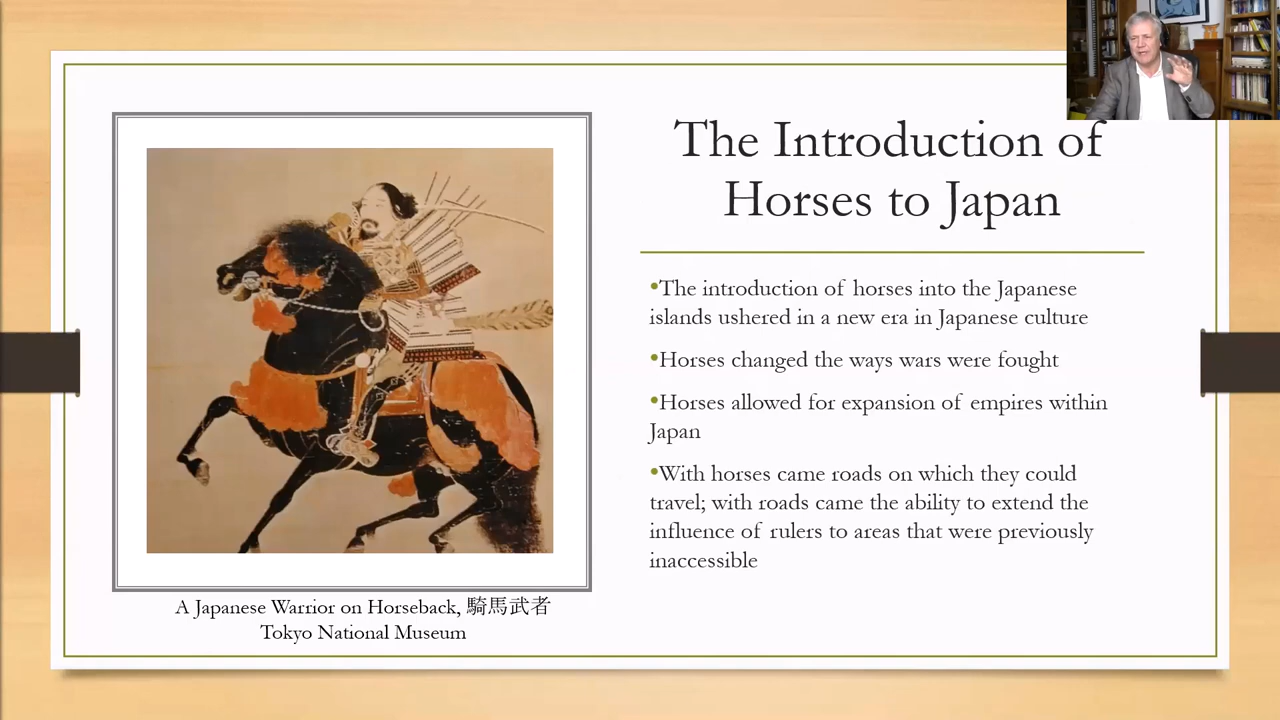 The Introduction of
Horses to Japan
•The introduction of horses into the Japanese
islands ushered in a new era in Japanese culture
•Horses changed the ways wars were fought
•Horses allowed for expansion of empires within
Japan
•With horses came roads on which they could
travel; with roads came the ability to extend the
influence of rulers to areas that were previously
inaccessible
A Japanese Warrior on Horseback, 騎馬武者
Tokyo National Museum